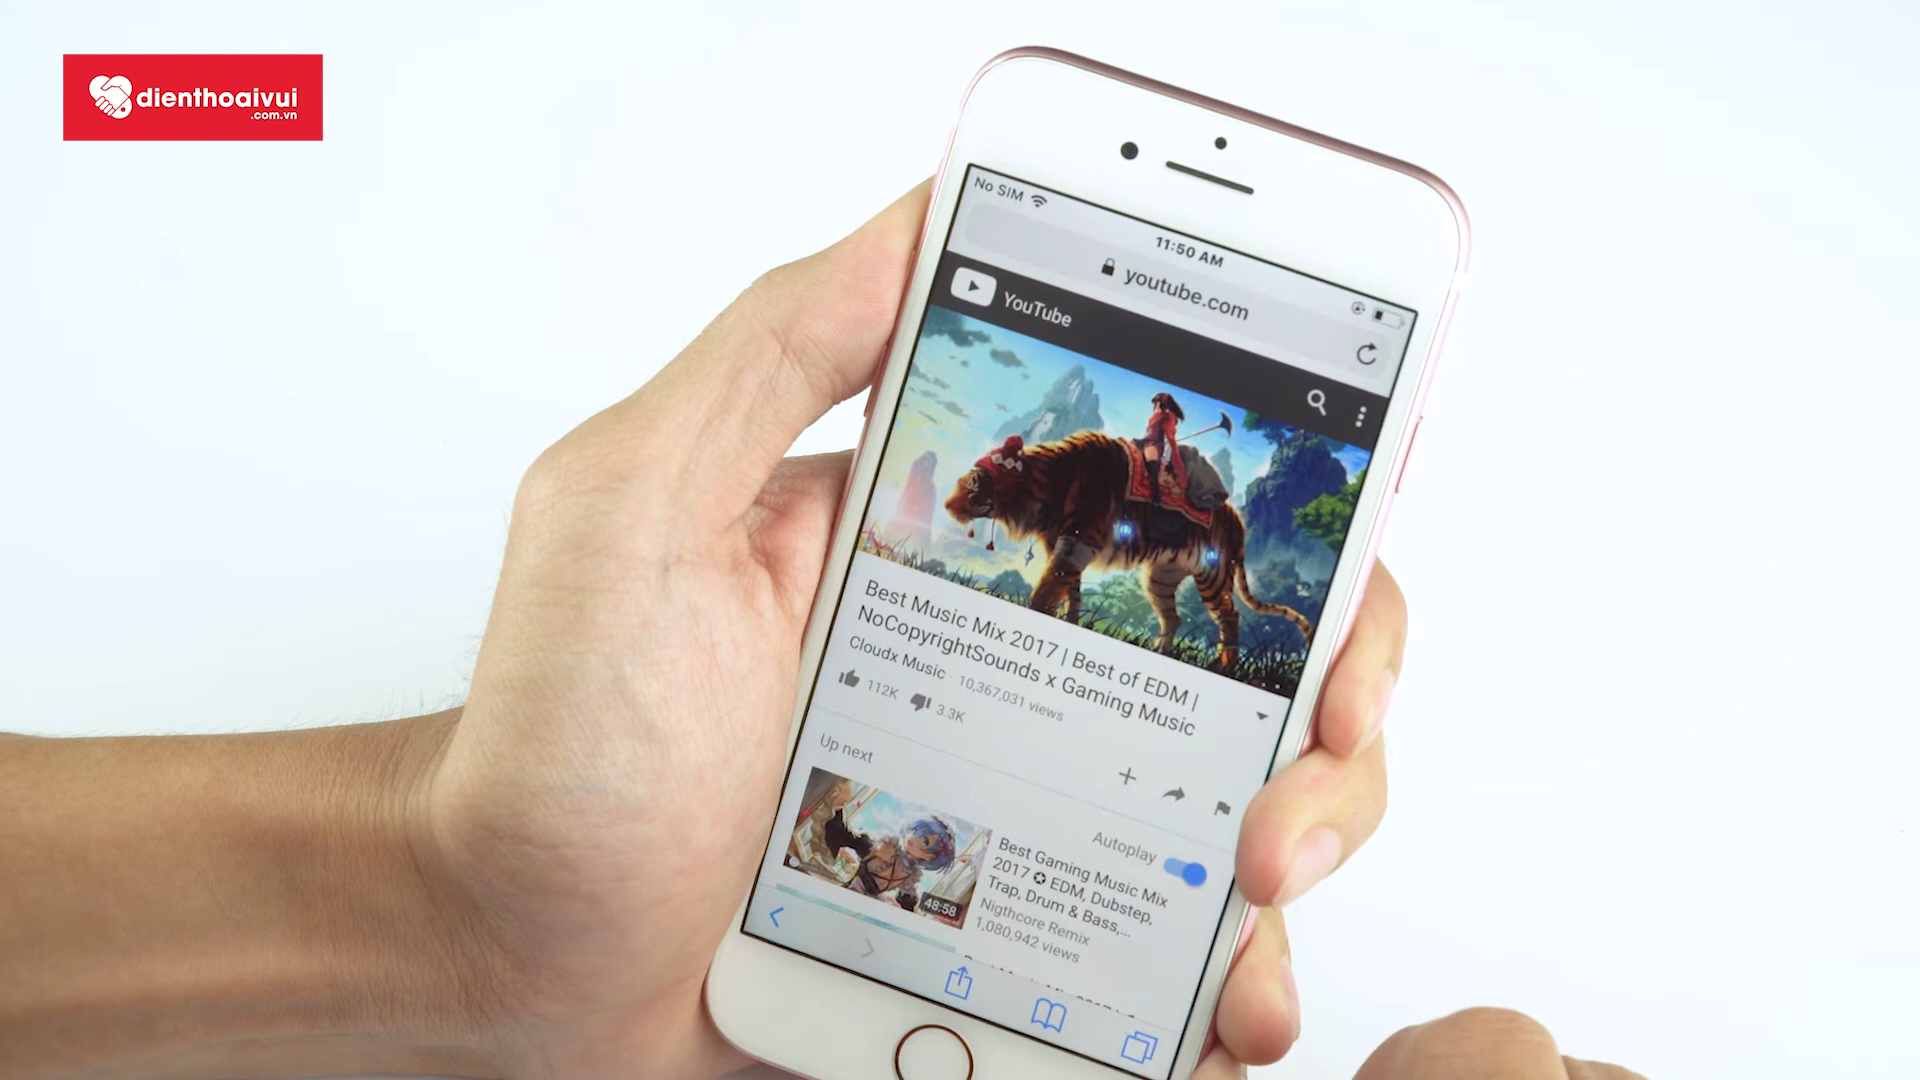 dienthoaivui
.com.vn
No SIM
11:50 AM
youtube.com
YouTube
Best Music Mix 2017 | Best of EDM |
NoCopyrightSounds x Gaming Music
Cloudx Music · 10,367,031 views
112K
3.3K
Up next
Autoplay
48:58
Best Gaming Music Mix
2017 ✪ EDM, Dubstep,
Trap, Drum & Bass,...
Nigthcore Remix
1,080,942 views